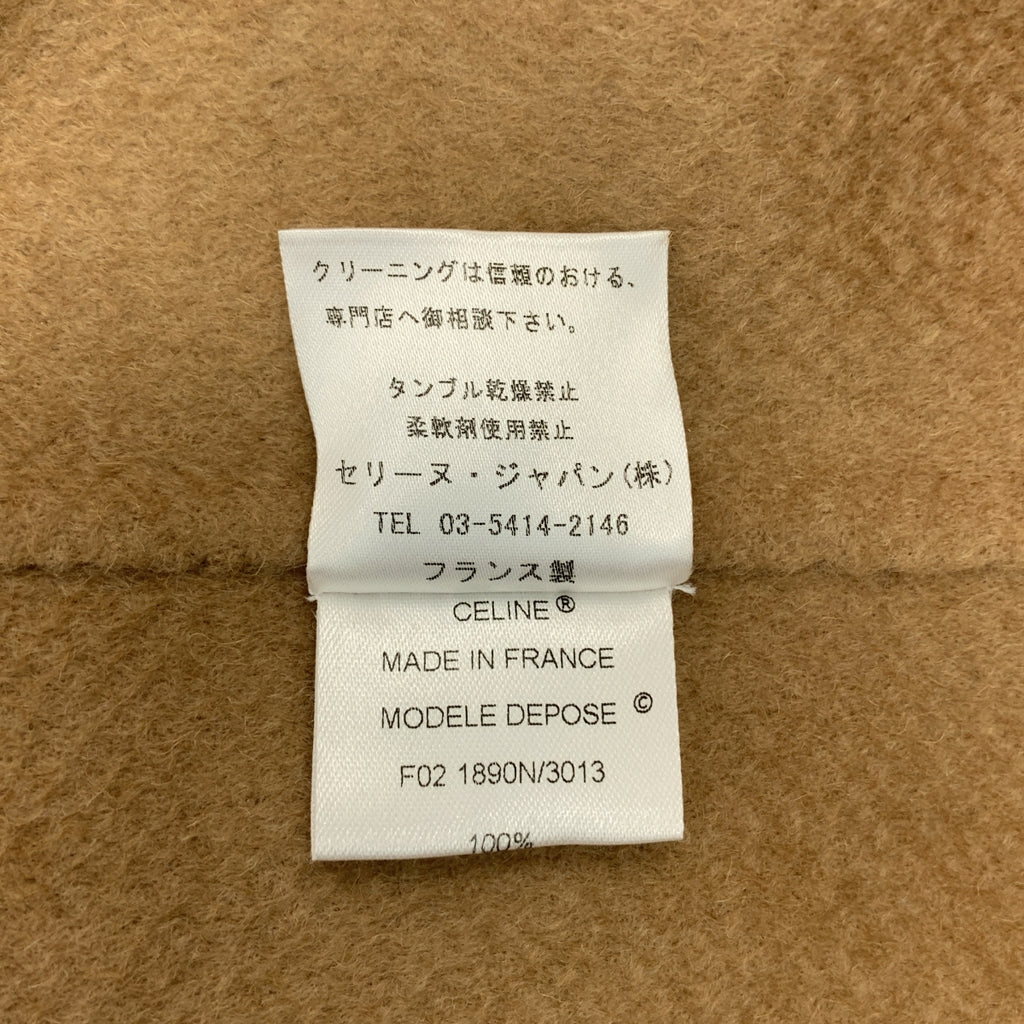 クリーニングは信頼のおける、
専門店へ御相談下さい。
タンブル乾燥禁止
柔軟剤使用禁止
セリーヌ・ジャパン(株)
TEL 03-5414-2146
フランス製
CELINE®
MADE IN FRANCE
MODELE DEPOSE ©
F02 1890N/3013
100%